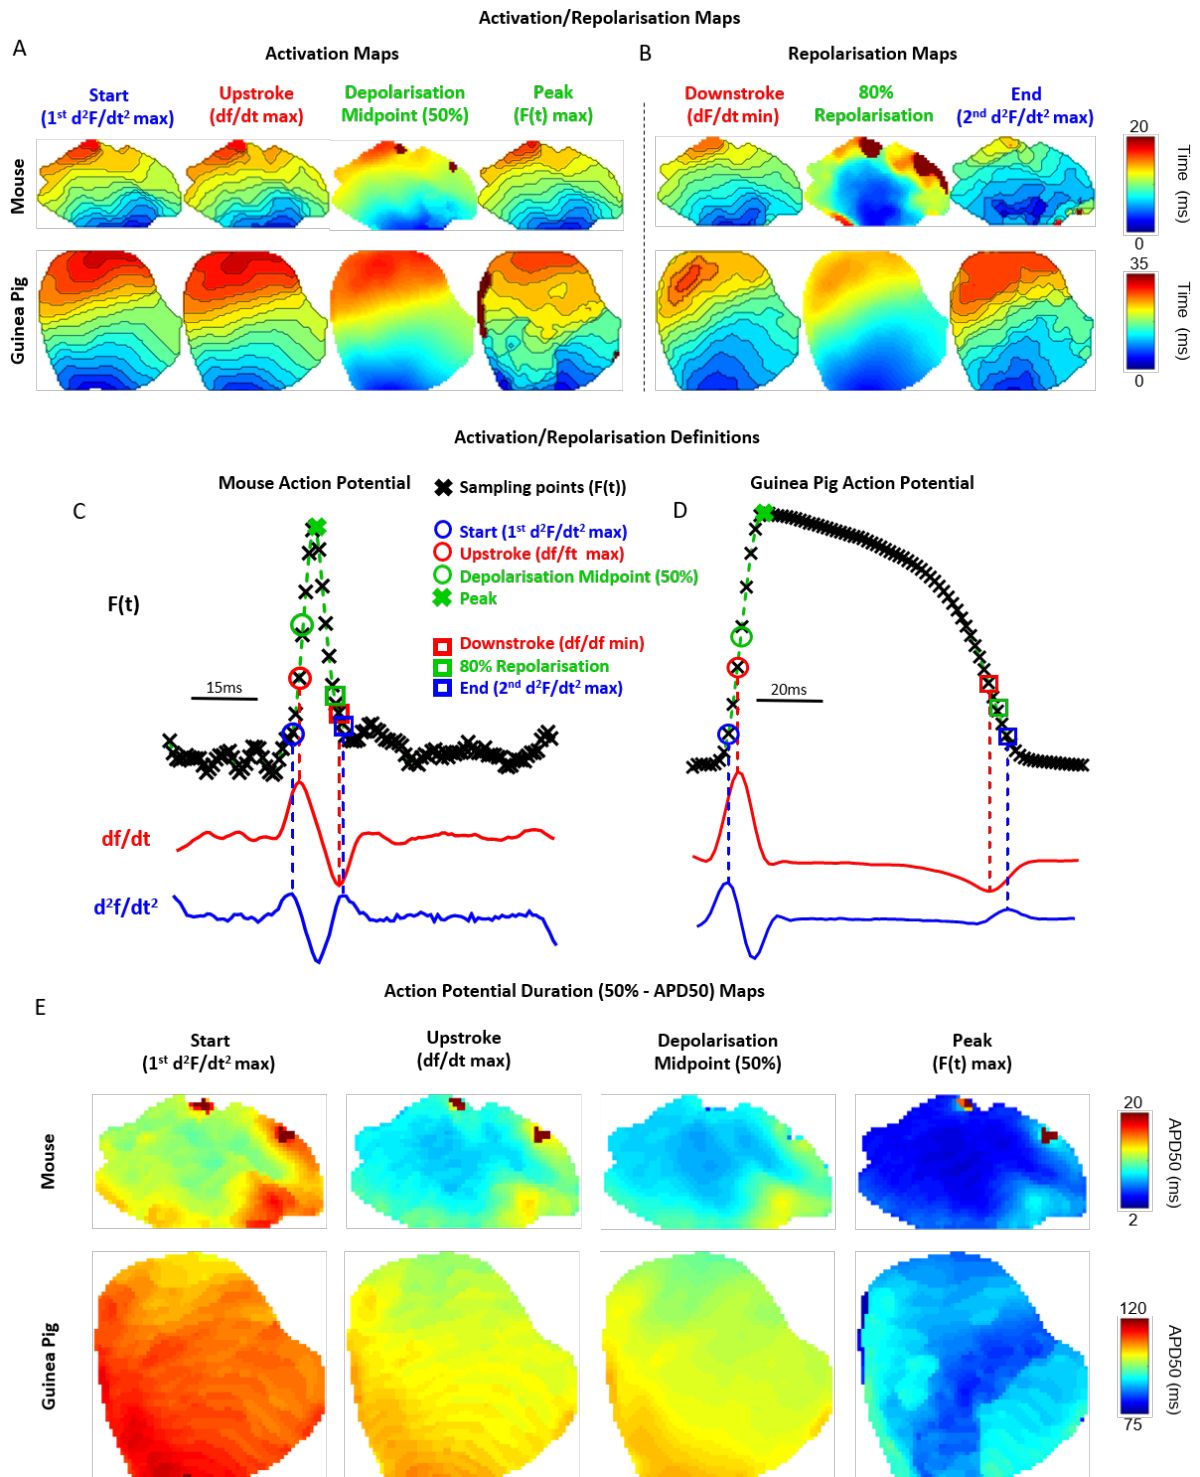 Activation/Repolarisation Maps
A
Activation Maps
B
Repolarisation Maps
Start
(1st d²F/dt² max)
Upstroke
(df/dt max)
Depolarisation
Midpoint (50%)
Peak
(F(t) max)
Downstroke
(dF/dt min)
80%
Repolarisation
End
(2nd d²F/dt² max)
Mouse
20
Time (ms)
0
Guinea Pig
35
Time (ms)
0
Activation/Repolarisation Definitions
C
Mouse Action Potential
Sampling points (F(t))
Start (1st d²F/dt² max)
Upstroke (df/ft max)
Depolarisation Midpoint (50%)
Peak
Downstroke (df/df min)
80% Repolarisation
End (2nd d²F/dt² max)
D
Guinea Pig Action Potential
F(t)
15ms
20ms
df/dt
d²f/dt²
Action Potential Duration (50% - APD50) Maps
E
Start
(1st d²F/dt² max)
Upstroke
(df/dt max)
Depolarisation
Midpoint (50%)
Peak
(F(t) max)
Mouse
20
APD50 (ms)
2
Guinea Pig
120
APD50 (ms)
75